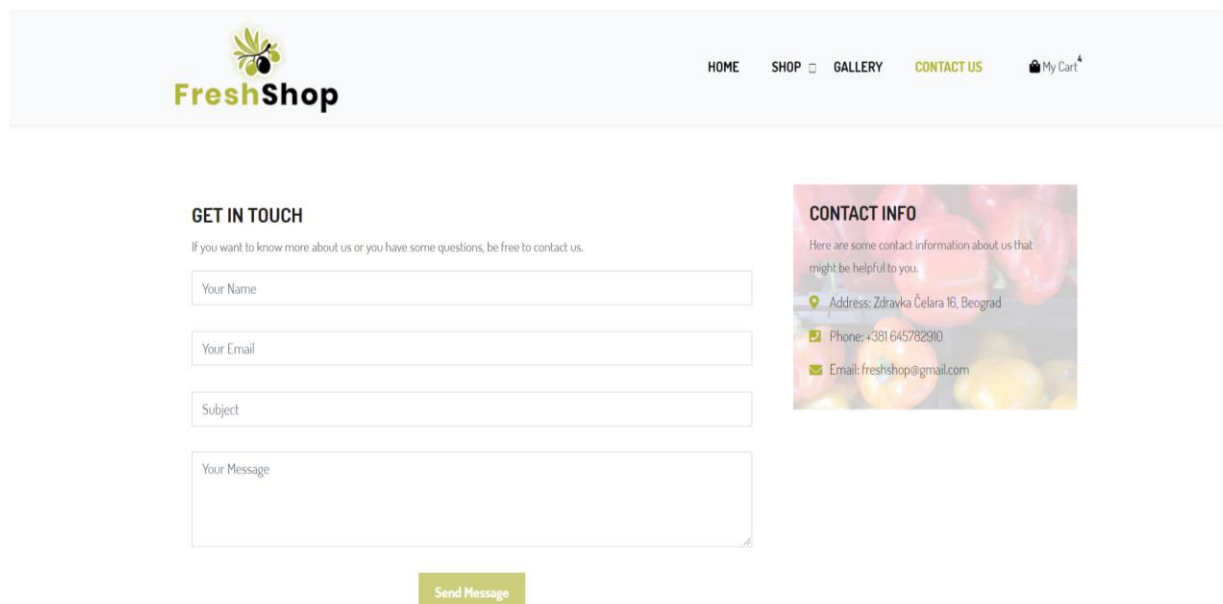 FreshShop
HOME SHOP GALLERY CONTACT US My Cart 4
GET IN TOUCH
If you want to know more about us or you have some questions, be free to contact us.
Your Name
Your Email
Subject
Your Message
Send Message
CONTACT INFO
Here are some contact information about us that
might be helpful to you.
Address: Zdravka Čelara 16, Beograd
Phone: +381 645782910
Email: freshshop@gmail.com